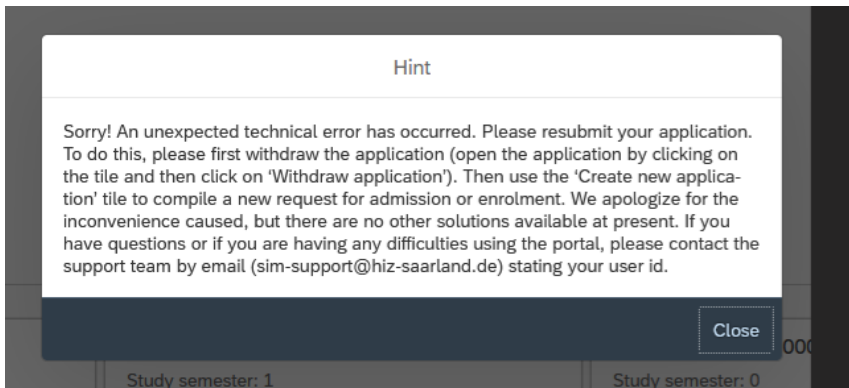 Hint
Sorry! An unexpected technical error has occurred. Please resubmit your application.
To do this, please first withdraw the application (open the application by clicking on
the tile and then click on 'Withdraw application'). Then use the 'Create new applica-
tion' tile to compile a new request for admission or enrolment. We apologize for the
inconvenience caused, but there are no other solutions available at present. If you
have questions or if you are having any difficulties using the portal, please contact the
support team by email (sim-support@hiz-saarland.de) stating your user id.
Close
Study semester: 1
Study semester: 0